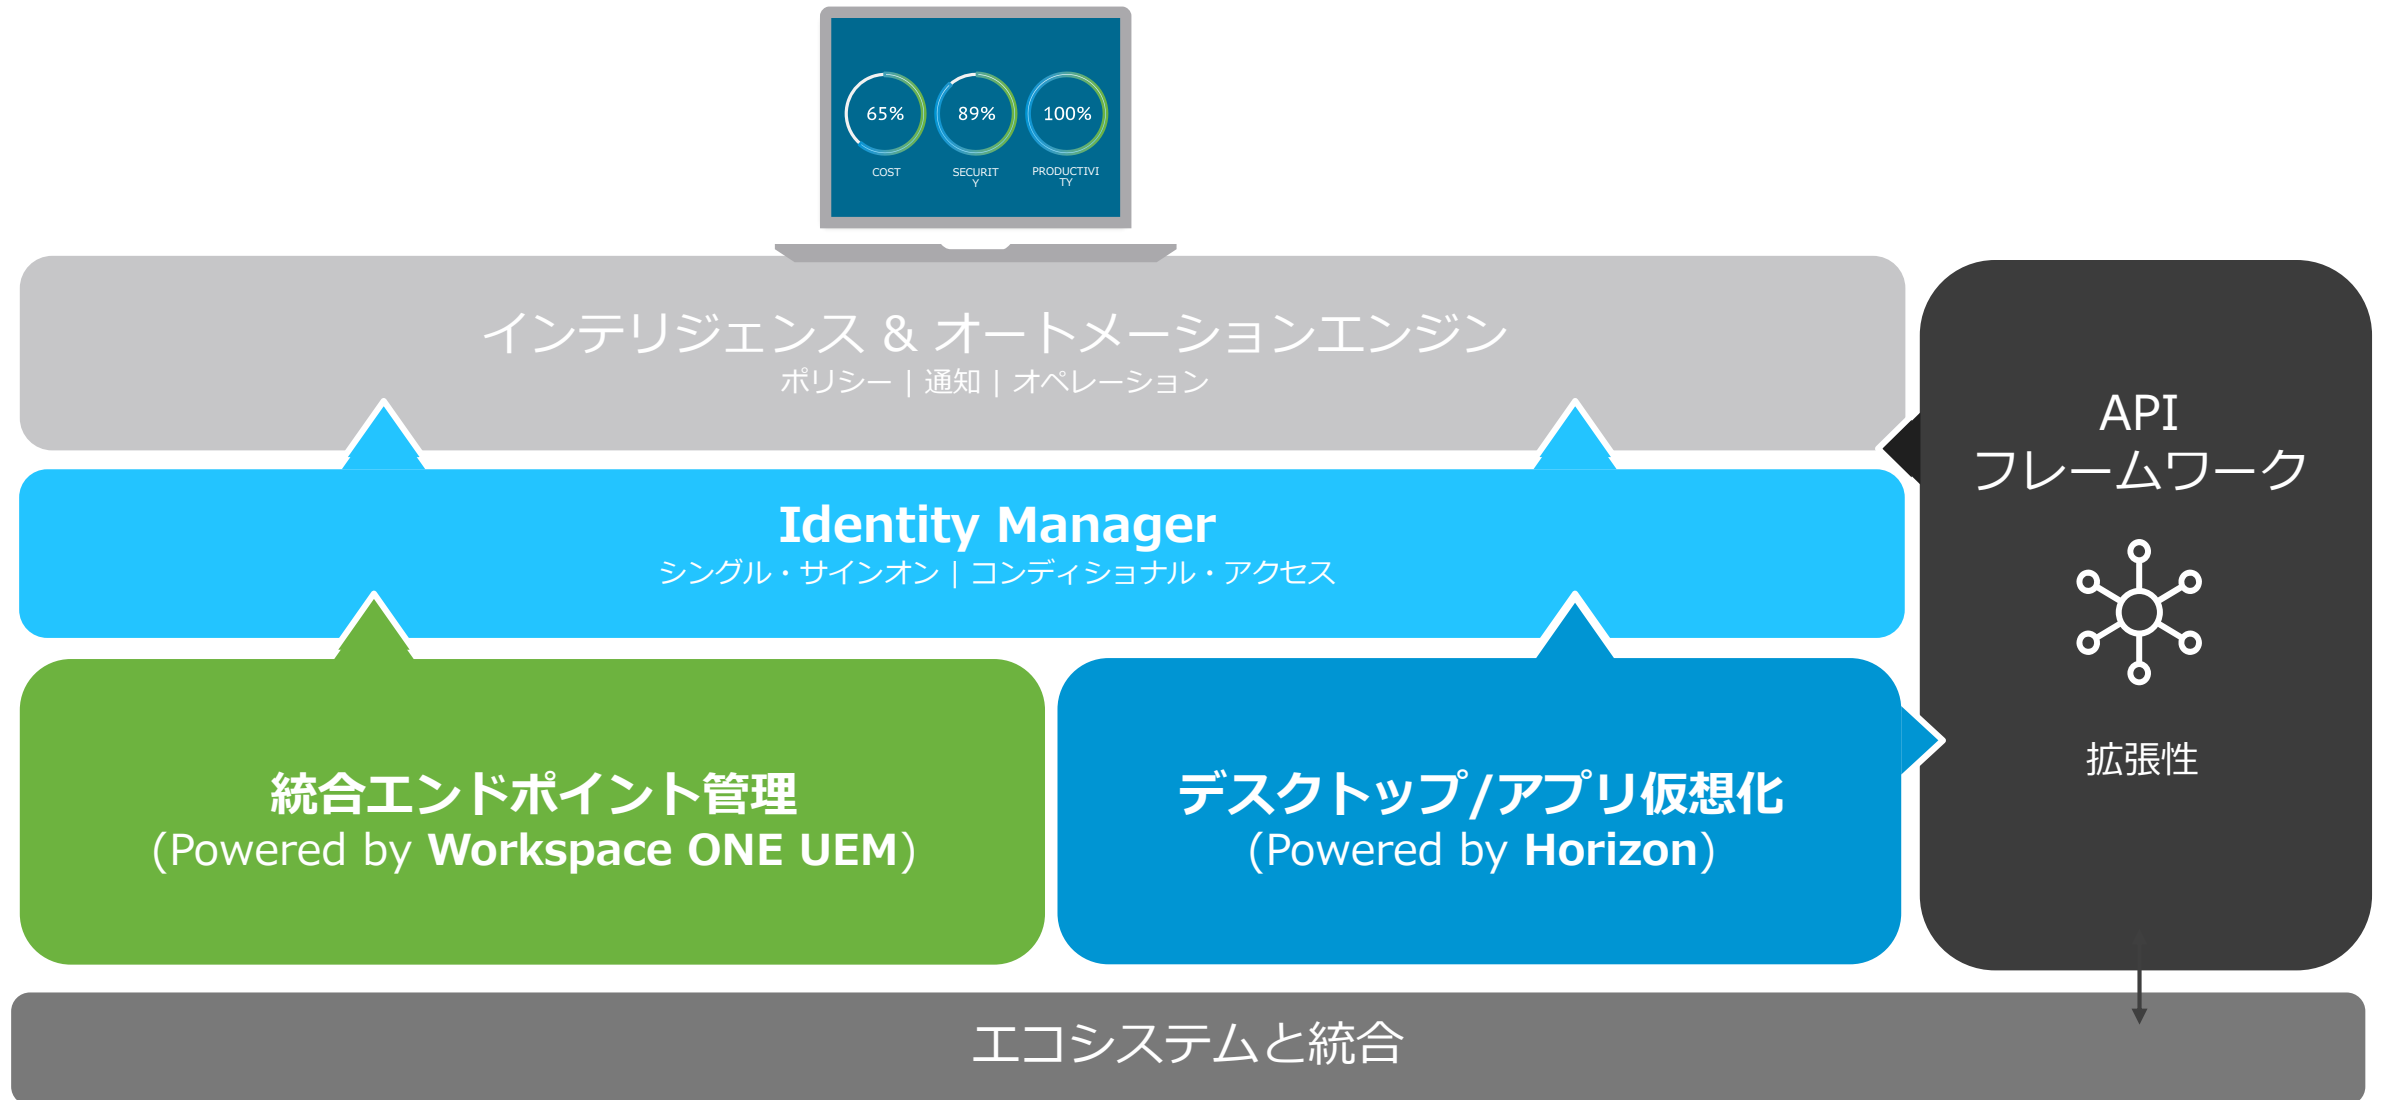 65%
89%
100%
COST
SECURIT
Y
PRODUCTIVI
TY
インテリジェンス & オートメーションエンジン
ポリシー | 通知 | オペレーション
API
フレームワーク
拡張性
Identity Manager
シングル・サインオン | コンディショナル・アクセス
統合エンドポイント管理
(Powered by Workspace ONE UEM)
デスクトップ/アプリ仮想化
(Powered by Horizon)
エコシステムと統合